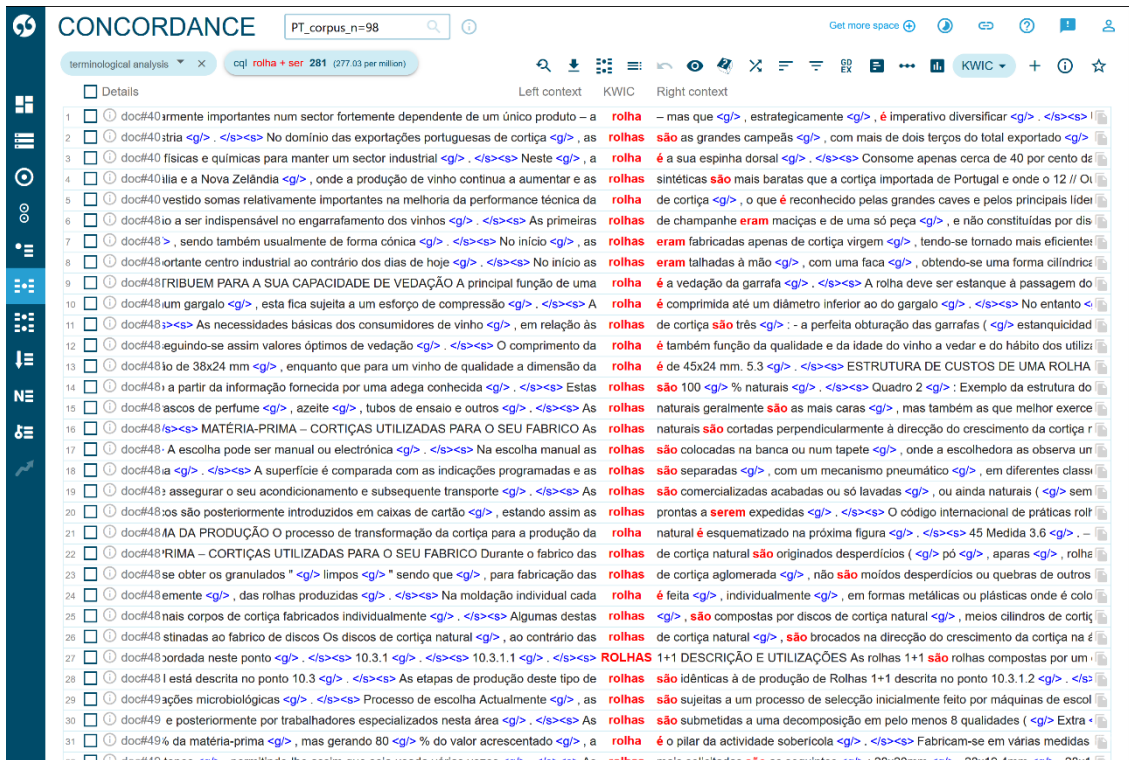 CONCORDANCE PT_corpus_n=98 Get more space
terminological analysis cql rolha + ser 281 (277.03 per million) GD EX KWIC
Details Left context KWIC Right context
1 doc#40 armente importantes num sector fortemente dependente de um único produto – a rolha – mas que <g/> , estrategicamente <g/> , é imperativo diversificar <g/> . </s><s>
2 doc#40 stria <g/> . </s><s> No domínio das exportações portuguesas de cortiça <g/> , as rolhas são as grandes campeãs <g/> , com mais de dois terços do total exportado <g/>
3 doc#40 físicas e químicas para manter um sector industrial <g/> . </s><s> Neste <g/> , a rolha é a sua espinha dorsal <g/> . </s><s> Consome apenas cerca de 40 por cento da
4 doc#40 ália e a Nova Zelândia <g/> , onde a produção de vinho continua a aumentar e as rolhas sintéticas são mais baratas que a cortiça importada de Portugal e onde o 12 // Ou
5 doc#40 vestido somas relativamente importantes na melhoria da performance técnica da rolha de cortiça <g/> , o que é reconhecido pelas grandes caves e pelos principais líder
6 doc#48 io a ser indispensável no engarrafamento dos vinhos <g/> . </s><s> As primeiras rolhas de champanhe eram maciças e de uma só peça <g/> , e não constituídas por dis
7 doc#48 > , sendo também usualmente de forma cónica <g/> . </s><s> No início <g/> , as rolhas eram fabricadas apenas de cortiça virgem <g/> , tendo-se tornado mais eficientes
8 doc#48 ortante centro industrial ao contrário dos dias de hoje <g/> . </s><s> No início as rolhas eram talhadas à mão <g/> , com uma faca <g/> , obtendo-se uma forma cilíndrica
9 doc#48 TRIBUEM PARA A SUA CAPACIDADE DE VEDAÇÃO A principal função de uma rolha é a vedação da garrafa <g/> . </s><s> A rolha deve ser estanque à passagem do
10 doc#48 um gargalo <g/> , esta fica sujeita a um esforço de compressão <g/> . </s><s> A rolha é comprimida até um diâmetro inferior ao do gargalo <g/> . </s><s> No entanto <
11 doc#48 s><s> As necessidades básicas dos consumidores de vinho <g/> , em relação às rolhas de cortiça são três <g/> : - a perfeita obturação das garrafas ( <g/> estanquicidad
12 doc#48 eguindo-se assim valores óptimos de vedação <g/> . </s><s> O comprimento da rolha é também função da qualidade e da idade do vinho a vedar e do hábito dos utiliz
13 doc#48 io de 38x24 mm <g/> , enquanto que para um vinho de qualidade a dimensão da rolha é de 45x24 mm. 5.3 <g/> . </s><s> ESTRUTURA DE CUSTOS DE UMA ROLHA
14 doc#48 a partir da informação fornecida por uma adega conhecida <g/> . </s><s> Estas rolhas são 100 <g/> % naturais <g/> . </s><s> Quadro 2 <g/> : Exemplo da estrutura do
15 doc#48 ascos de perfume <g/> , azeite <g/> , tubos de ensaio e outros <g/> . </s><s> As rolhas naturais geralmente são as mais caras <g/> , mas também as que melhor exerce
16 doc#48 /s><s> MATÉRIA-PRIMA – CORTIÇAS UTILIZADAS PARA O SEU FABRICO As rolhas naturais são cortadas perpendicularmente à direcção do crescimento da cortiça r
17 doc#48 · A escolha pode ser manual ou electrónica <g/> . </s><s> Na escolha manual as rolhas são colocadas na banca ou num tapete <g/> , onde a escolhedora as observa um
18 doc#48 a <g/> . </s><s> A superfície é comparada com as indicações programadas e as rolhas são separadas <g/> , com um mecanismo pneumático <g/> , em diferentes classe
19 doc#48 e assegurar o seu acondicionamento e subsequente transporte <g/> . </s><s> As rolhas são comercializadas acabadas ou só lavadas <g/> , ou ainda naturais ( <g/> sem
20 doc#48 os são posteriormente introduzidos em caixas de cartão <g/> , estando assim as rolhas prontas a serem expedidas <g/> . </s><s> O código internacional de práticas rolh
21 doc#48 MA DA PRODUÇÃO O processo de transformação da cortiça para a produção da rolha natural é esquematizado na próxima figura <g/> . </s><s> 45 Medida 3.6 <g/> . –
22 doc#48 RIMA – CORTIÇAS UTILIZADAS PARA O SEU FABRICO Durante o fabrico das rolhas de cortiça natural são originados desperdícios ( <g/> pó <g/> , aparas <g/> , rolha
23 doc#48 se obter os granulados " <g/> limpos <g/> " sendo que <g/> , para fabricação das rolhas de cortiça aglomerada <g/> , não são moídos desperdícios ou quebras de outros
24 doc#48 emente <g/> , das rolhas produzidas <g/> . </s><s> Na moldação individual cada rolha é feita <g/> , individualmente <g/> , em formas metálicas ou plásticas onde é colo
25 doc#48 mais corpos de cortiça fabricados individualmente <g/> . </s><s> Algumas destas rolhas <g/> , são compostas por discos de cortiça natural <g/> , meios cilindros de cortiç
26 doc#48 stinadas ao fabrico de discos Os discos de cortiça natural <g/> , ao contrário das rolhas de cortiça natural <g/> , são brocados na direcção do crescimento da cortiça na á
27 doc#48 bordada neste ponto <g/> . </s><s> 10.3.1 <g/> . </s><s> 10.3.1.1 <g/> . </s><s> ROLHAS 1+1 DESCRIÇÃO E UTILIZAÇÕES As rolhas 1+1 são rolhas compostas por um
28 doc#48 l está descrita no ponto 10.3 <g/> . </s><s> As etapas de produção deste tipo de rolhas são idênticas à de produção de Rolhas 1+1 descrita no ponto 10.3.1.2 <g/> . </s>
29 doc#49 ações microbiológicas <g/> . </s><s> Processo de escolha Actualmente <g/> , as rolhas são sujeitas a um processo de selecção inicialmente feito por máquinas de escol
30 doc#49 e posteriormente por trabalhadores especializados nesta área <g/> . </s><s> As rolhas são submetidas a uma decomposição em pelo menos 8 qualidades ( <g/> Extra <
31 doc#49 % da matéria-prima <g/> , mas gerando 80 <g/> % do valor acrescentado <g/> , a rolha é o pilar da actividade soberícola <g/> . </s><s> Fabricam-se em várias medidas